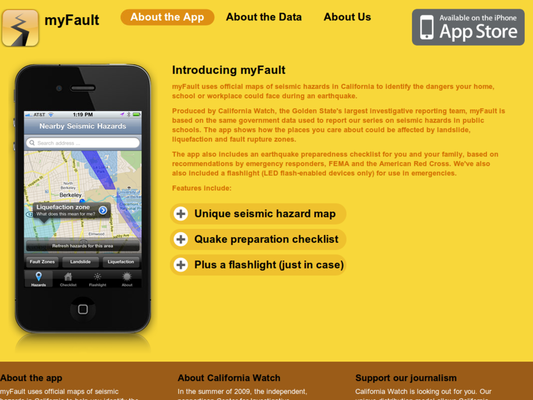 myFault
About the App
About the Data
About Us
Available on the iPhone
App Store
AT&T
1:19 PM
Nearby Seismic Hazards
Search address ...
Berkeley
Liquefaction zone
What does this mean for me?
Refresh hazards for this area
Fault Zones
Landslide
Liquefaction
Hazards
Checklist
Flashlight
About
Introducing myFault
myFault uses official maps of seismic hazards in California to identify the dangers your home,
school or workplace could face during an earthquake.
Produced by California Watch, the Golden State's largest investigative reporting team, myFault is
based on the same government data used to report our series on seismic hazards in public
schools. The app shows how the places you care about could be affected by landslide,
liquefaction and fault rupture zones.
The app also includes an earthquake preparedness checklist for you and your family, based on
recommendations by emergency responders, FEMA and the American Red Cross. We've also
also included a flashlight (LED flash-enabled devices only) for use in emergencies.
Features include:
Unique seismic hazard map
Quake preparation checklist
Plus a flashlight (just in case)
About the app
myFault uses official maps of seismic
About California Watch
In the summer of 2009, the independent,
Support our journalism
California Watch is looking out for you. Our